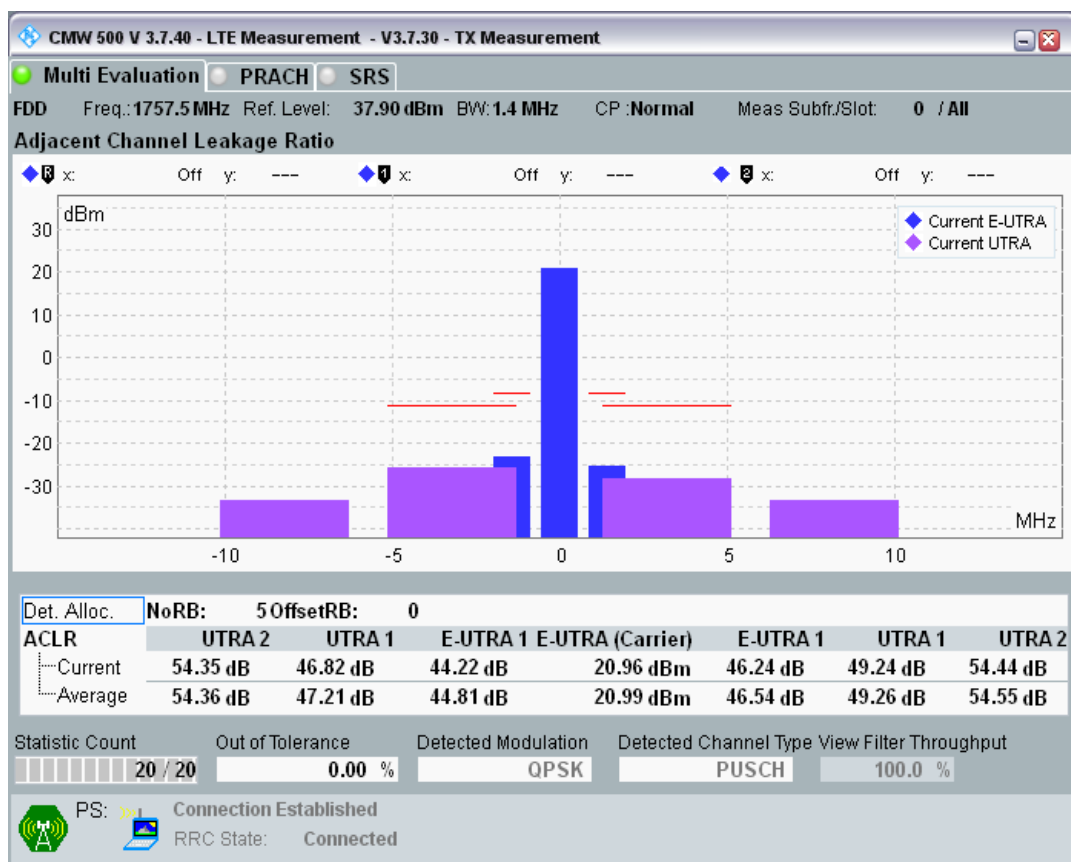 CMW 500 V 3.7.40 - LTE Measurement - V3.7.30 - TX Measurement
Multi Evaluation PRACH SRS
FDD Freq.: 1757.5 MHz Ref. Level: 37.90 dBm BW: 1.4 MHz CP :Normal Meas Subfr./Slot: 0 / All
Adjacent Channel Leakage Ratio
R x: Off y: --- 1 x: Off y: --- 2 x: Off y: ---
dBm
Current E-UTRA
Current UTRA
30
20
10
0
-10
-20
-30
MHz
-10 -5 0 5 10
Det. Alloc. NoRB: 5 OffsetRB: 0
ACLR UTRA 2 UTRA 1 E-UTRA 1 E-UTRA (Carrier) E-UTRA 1 UTRA 1 UTRA 2
Current 54.35 dB 46.82 dB 44.22 dB 20.96 dBm 46.24 dB 49.24 dB 54.44 dB
Average 54.36 dB 47.21 dB 44.81 dB 20.99 dBm 46.54 dB 49.26 dB 54.55 dB
Statistic Count Out of Tolerance Detected Modulation Detected Channel Type View Filter Throughput
20 / 20 0.00 % QPSK PUSCH 100.0 %
PS: Connection Established
RRC State: Connected